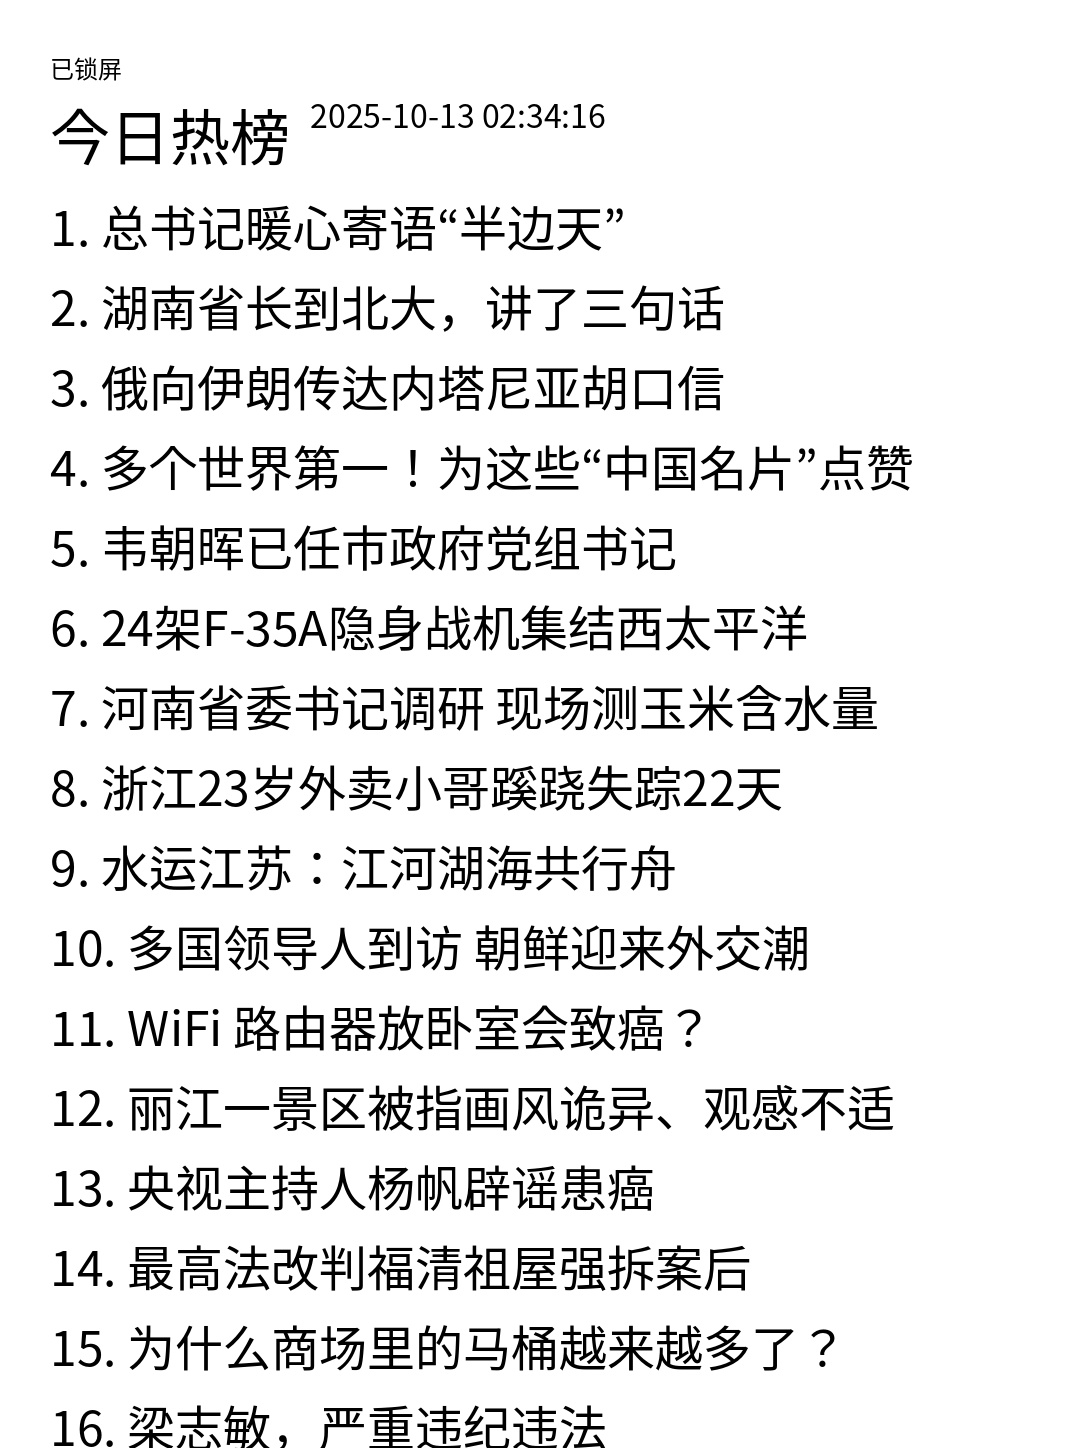 已锁屏
今日热榜 2025-10-13 02:34:16
1. 总书记暖心寄语“半边天”
2. 湖南省长到北大，讲了三句话
3. 俄向伊朗传达内塔尼亚胡口信
4. 多个世界第一！为这些“中国名片”点赞
5. 韦朝晖已任市政府党组书记
6. 24架F-35A隐身战机集结西太平洋
7. 河南省委书记调研 现场测玉米含水量
8. 浙江23岁外卖小哥蹊跷失踪22天
9. 水运江苏：江河湖海共行舟
10. 多国领导人到访 朝鲜迎来外交潮
11. WiFi 路由器放卧室会致癌？
12. 丽江一景区被指画风诡异、观感不适
13. 央视主持人杨帆辟谣患癌
14. 最高法改判福清祖屋强拆案后
15. 为什么商场里的马桶越来越多了？
16. 梁志敏，严重违纪违法